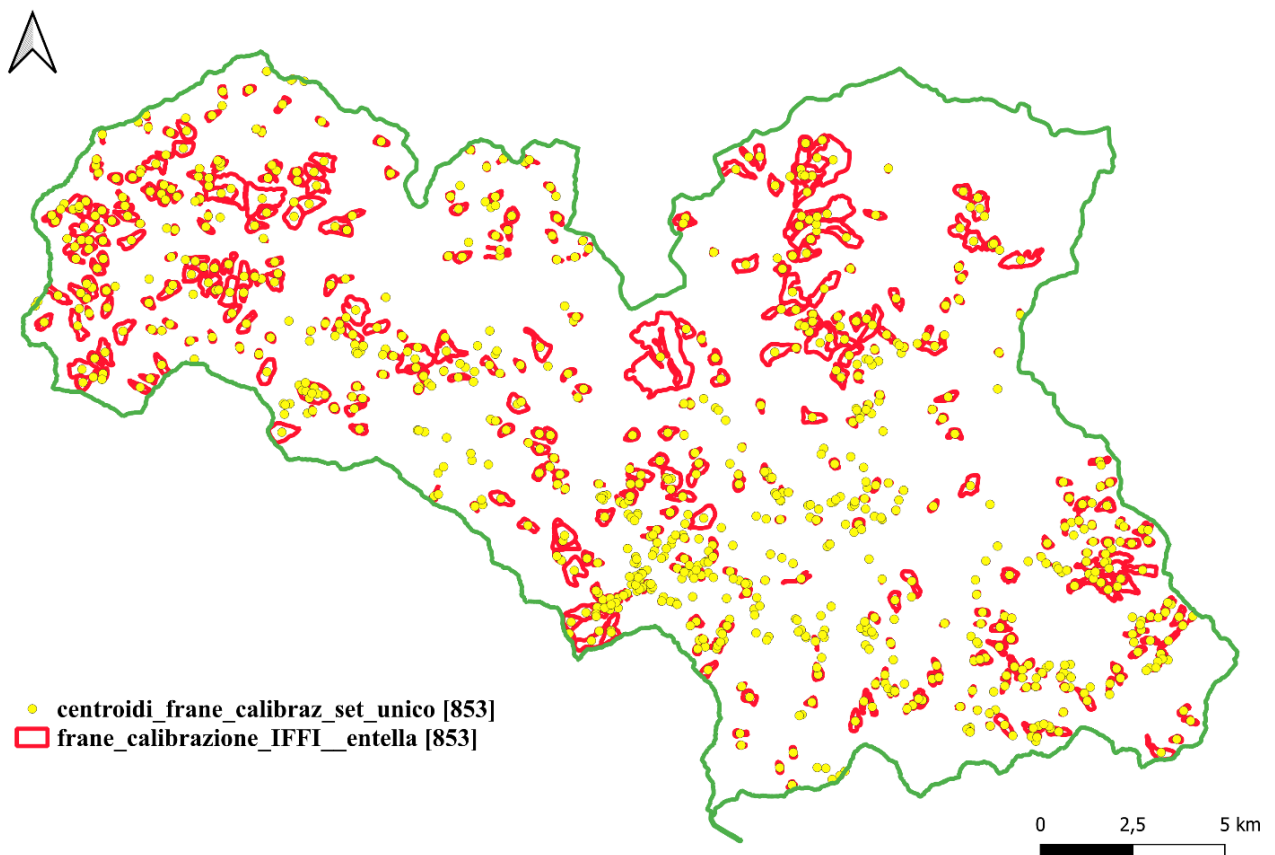 centroidi_frane_calibraz_set_unico [853]
frane_calibrazione_IFFI__entella [853]
0 2,5 5 km